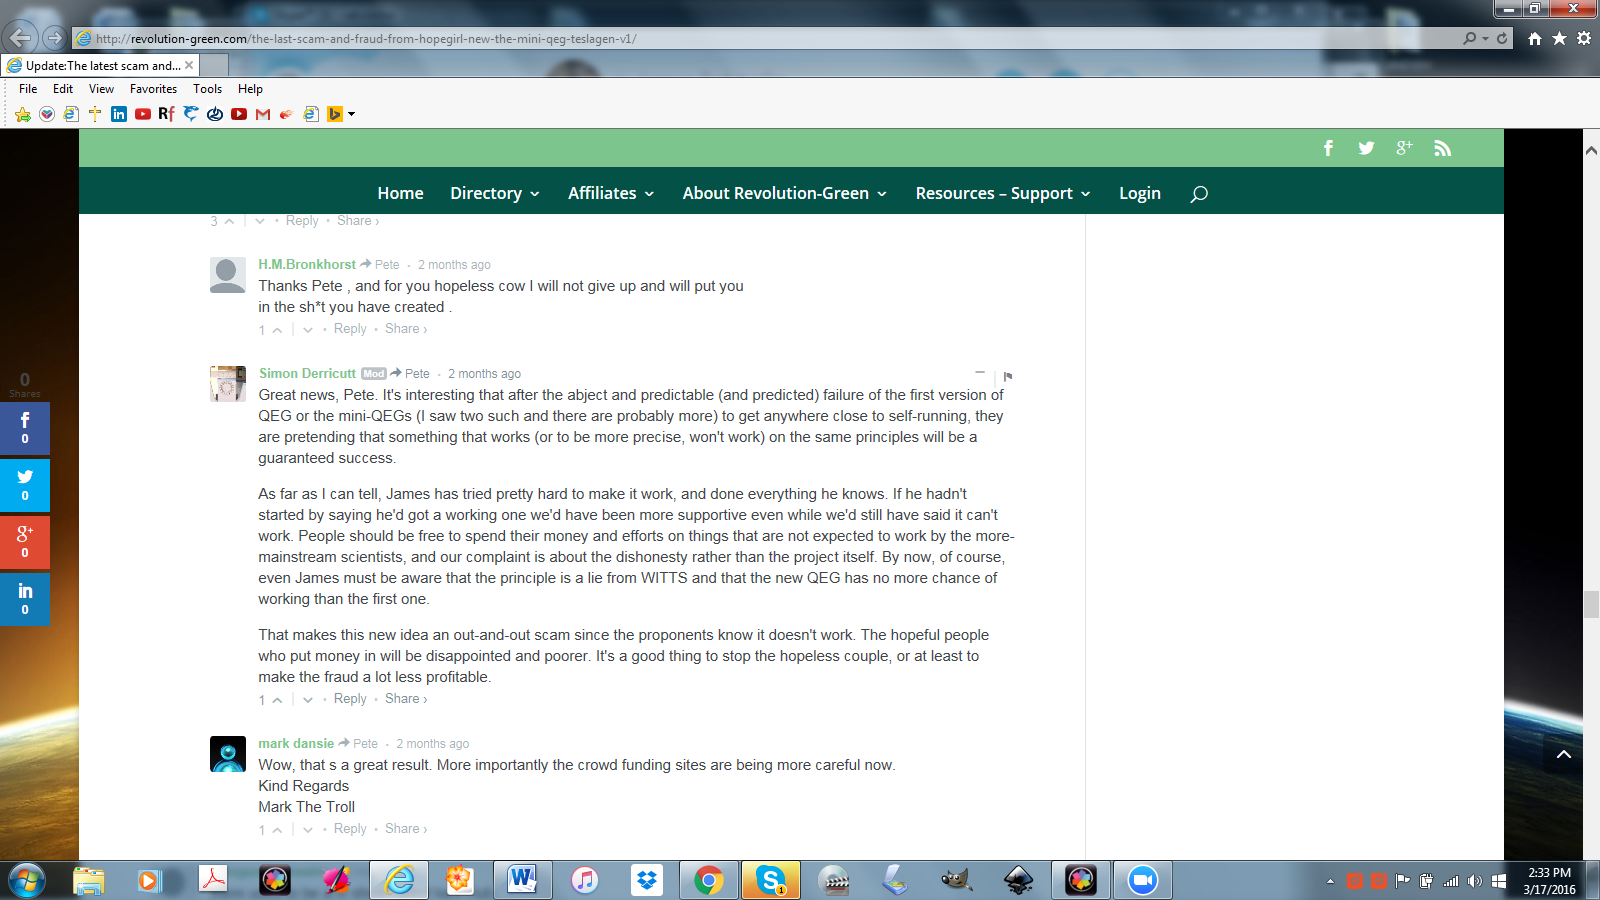 http://revolution-green.com/the-last-scam-and-fraud-from-hopegirl-new-the-mini-qeg-teslagen-v1/
Update:The latest scam and...
File Edit View Favorites Tools Help
Rf
Home Directory Affiliates About Revolution-Green Resources – Support Login
3 • Reply • Share ›
H.M.Bronkhorst Pete • 2 months ago
Thanks Pete , and for you hopeless cow I will not give up and will put you
in the sh*t you have created .
1 • Reply • Share ›
Simon Derricutt Mod Pete • 2 months ago
Great news, Pete. It's interesting that after the abject and predictable (and predicted) failure of the first version of
QEG or the mini-QEGs (I saw two such and there are probably more) to get anywhere close to self-running, they
are pretending that something that works (or to be more precise, won't work) on the same principles will be a
guaranteed success.
As far as I can tell, James has tried pretty hard to make it work, and done everything he knows. If he hadn't
started by saying he'd got a working one we'd have been more supportive even while we'd still have said it can't
work. People should be free to spend their money and efforts on things that are not expected to work by the more-
mainstream scientists, and our complaint is about the dishonesty rather than the project itself. By now, of course,
even James must be aware that the principle is a lie from WITTS and that the new QEG has no more chance of
working than the first one.
That makes this new idea an out-and-out scam since the proponents know it doesn't work. The hopeful people
who put money in will be disappointed and poorer. It's a good thing to stop the hopeless couple, or at least to
make the fraud a lot less profitable.
1 • Reply • Share ›
mark dansie Pete • 2 months ago
Wow, that s a great result. More importantly the crowd funding sites are being more careful now.
Kind Regards
Mark The Troll
1 • Reply • Share ›
0
Shares
0
0
0
0
2:33 PM
3/17/2016